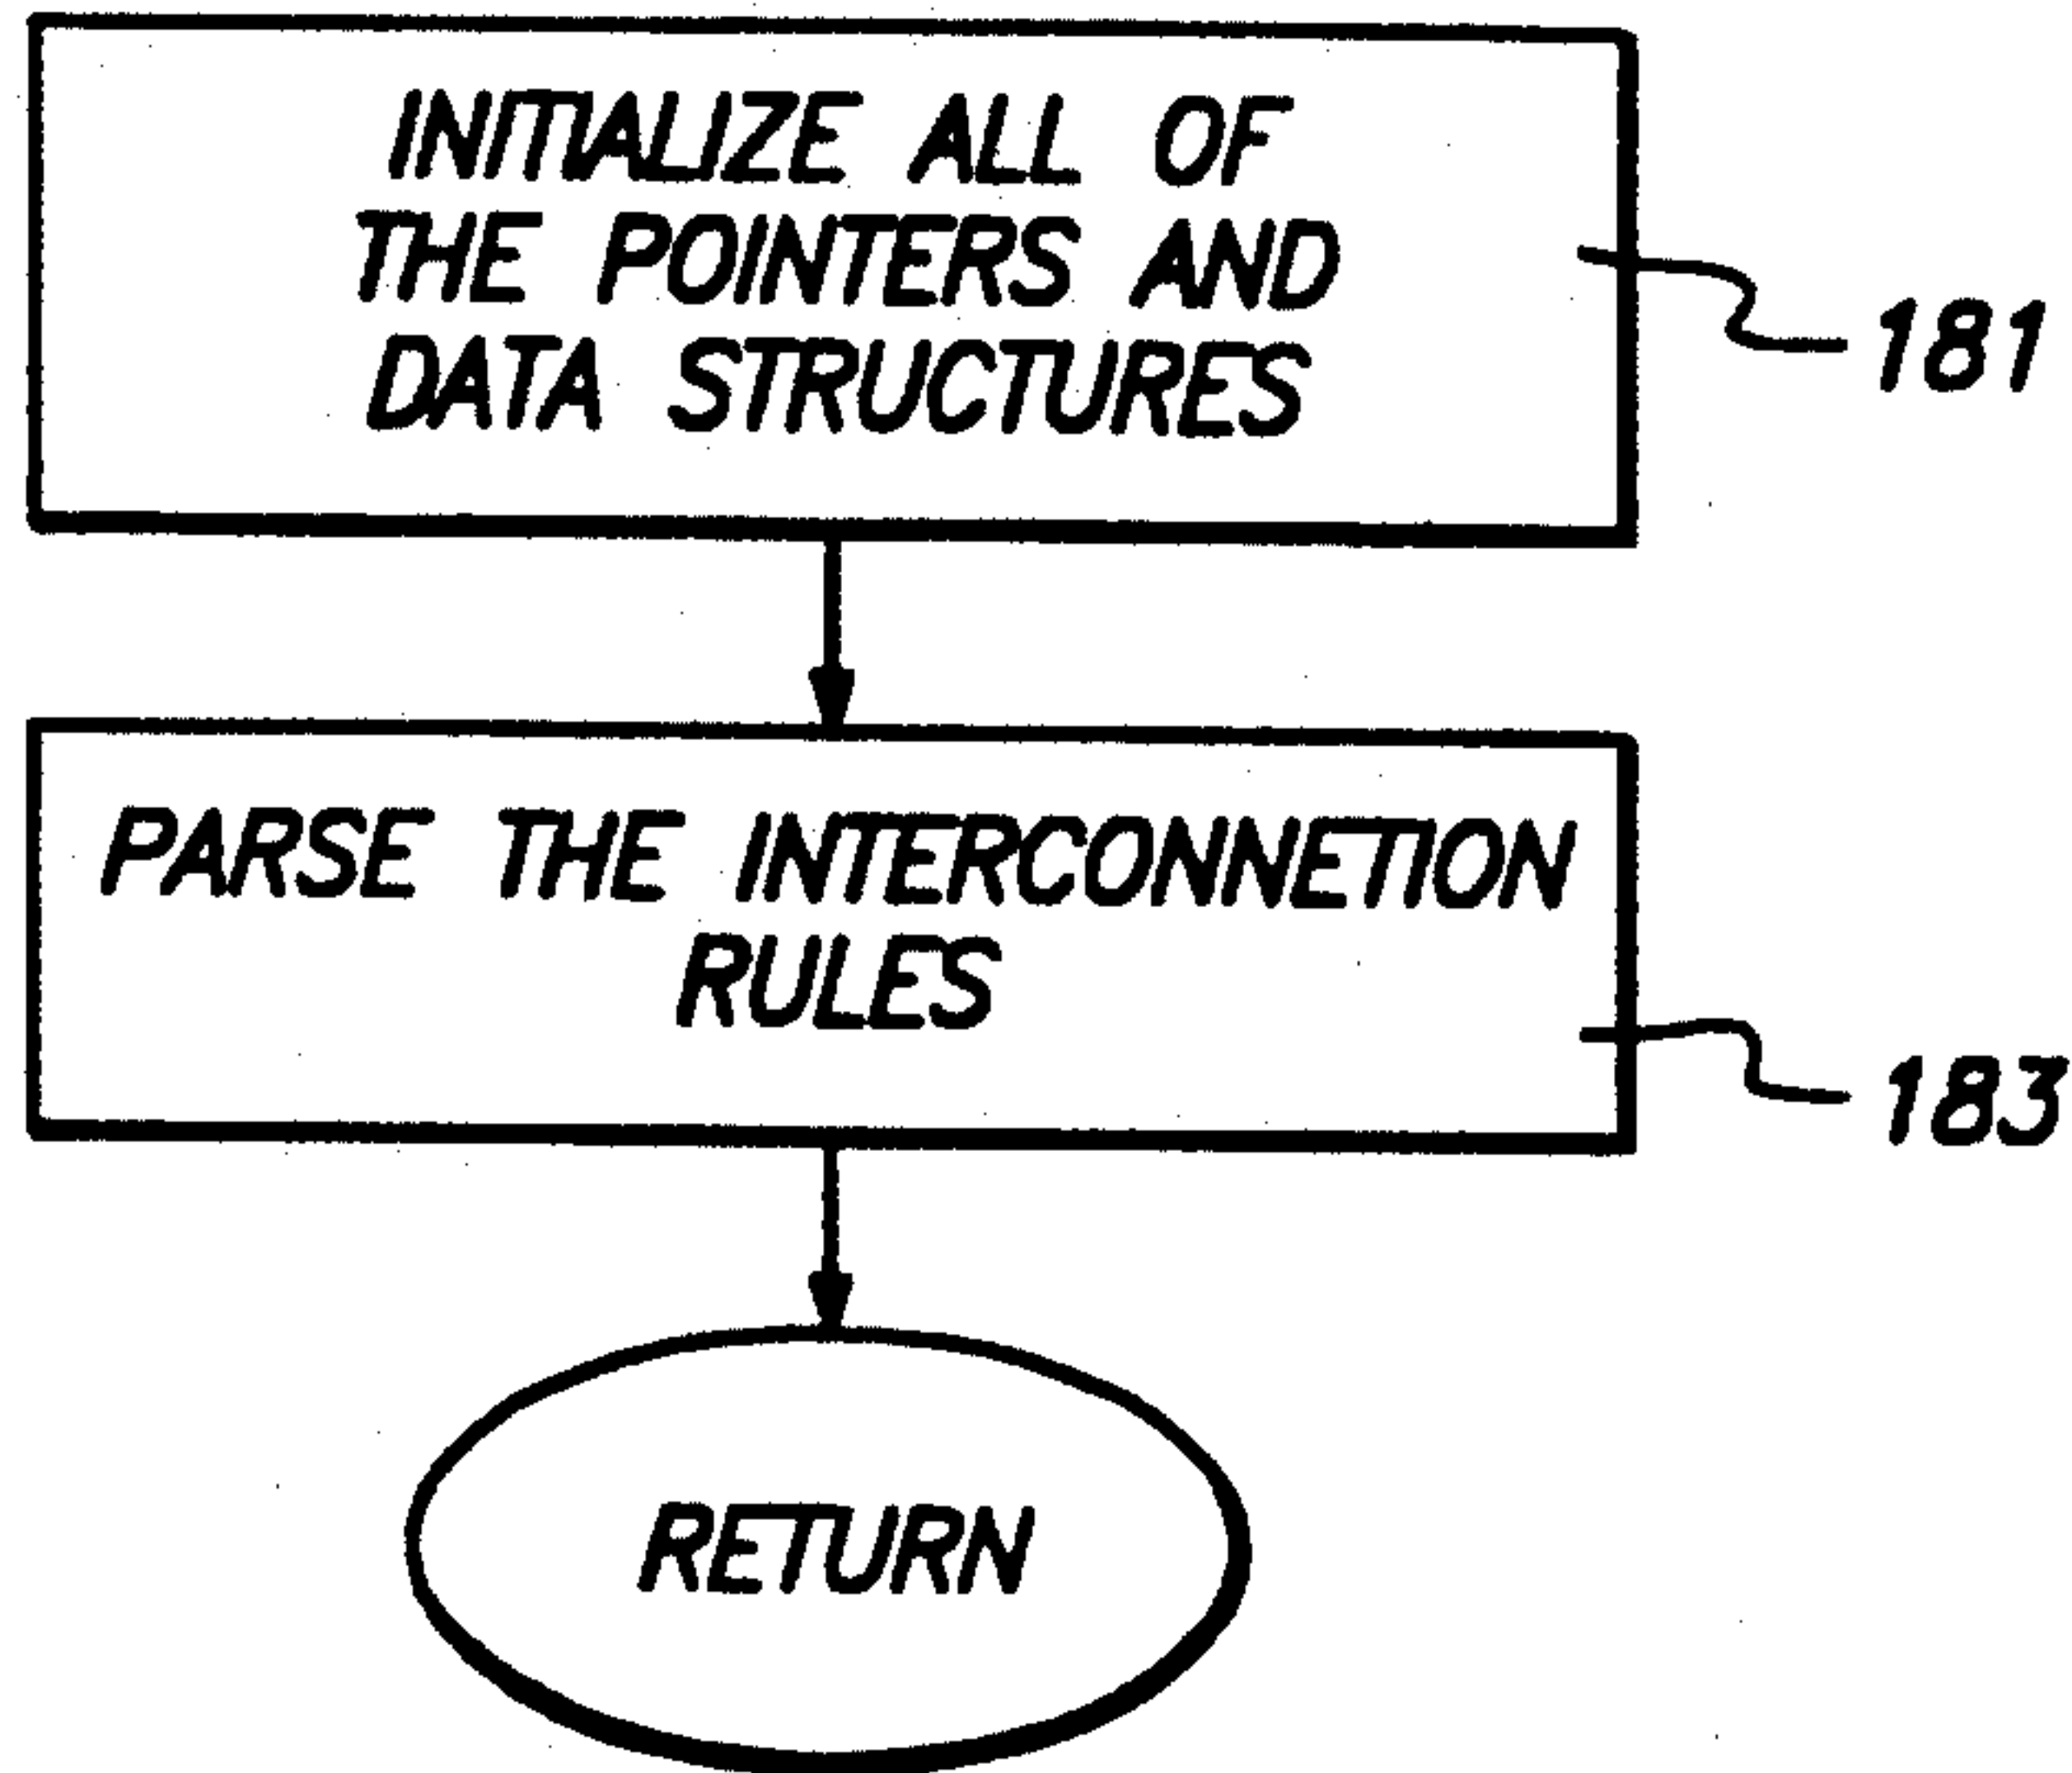 INITIALIZE ALL OF
THE POINTERS AND
DATA STRUCTURES
181
PARSE THE INTERCONNETION
RULES
183
RETURN